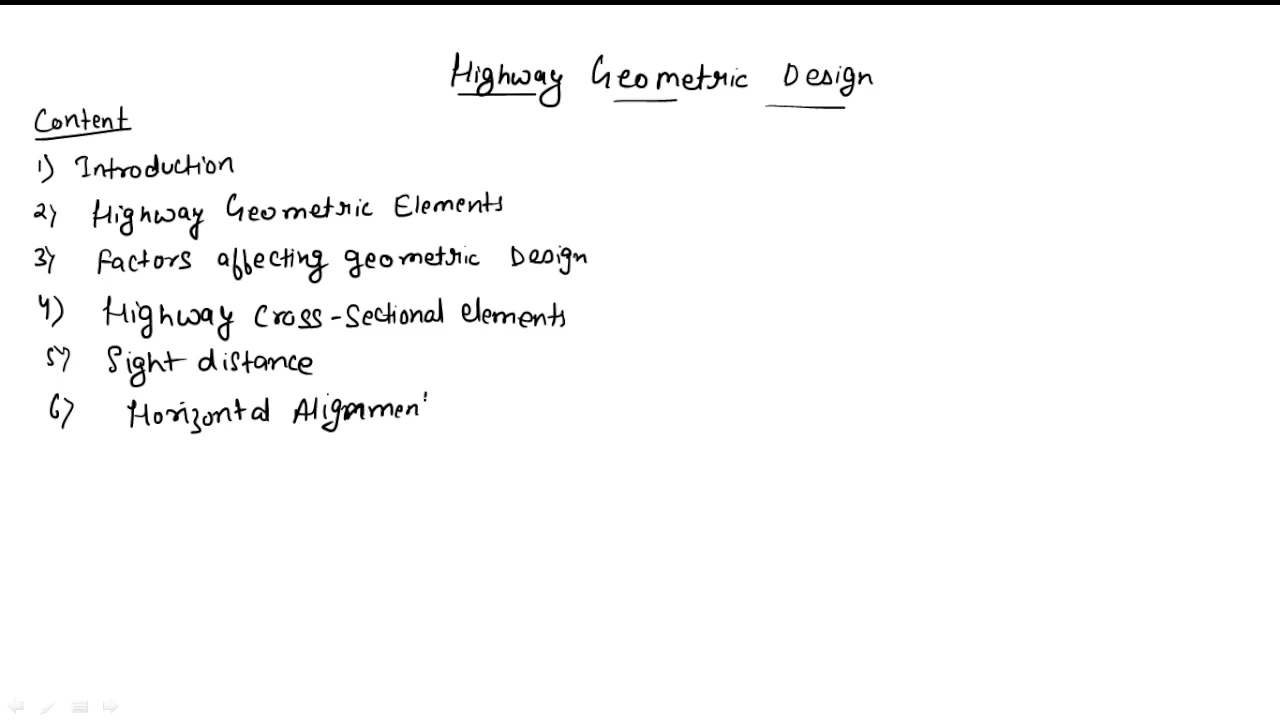 Highway Geometric Design
Content
1) Introduction
2) Highway Geometric Elements
3) Factors affecting geometric Design
4) Highway Cross-Sectional elements
5) Sight distance
6) Horizontal Alignmen'